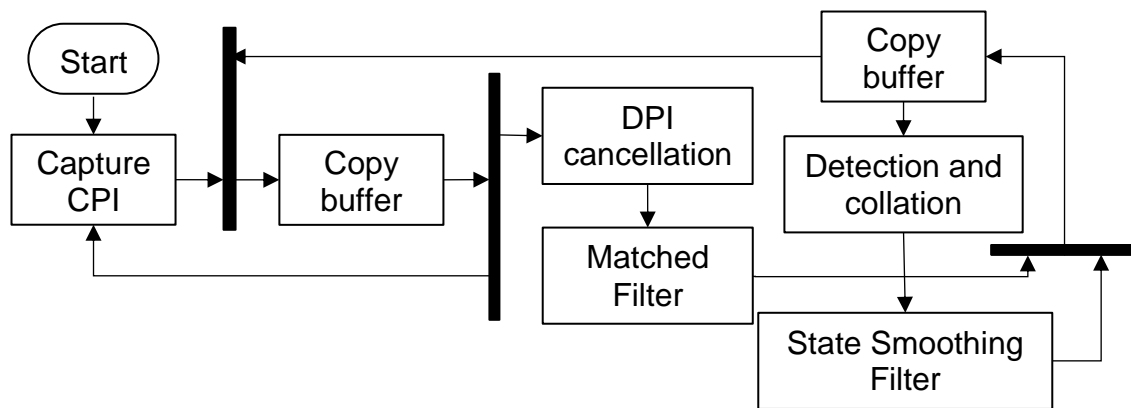 Start
Capture
CPI
Copy
buffer
DPI
cancellation
Matched
Filter
Copy
buffer
Detection and
collation
State Smoothing
Filter